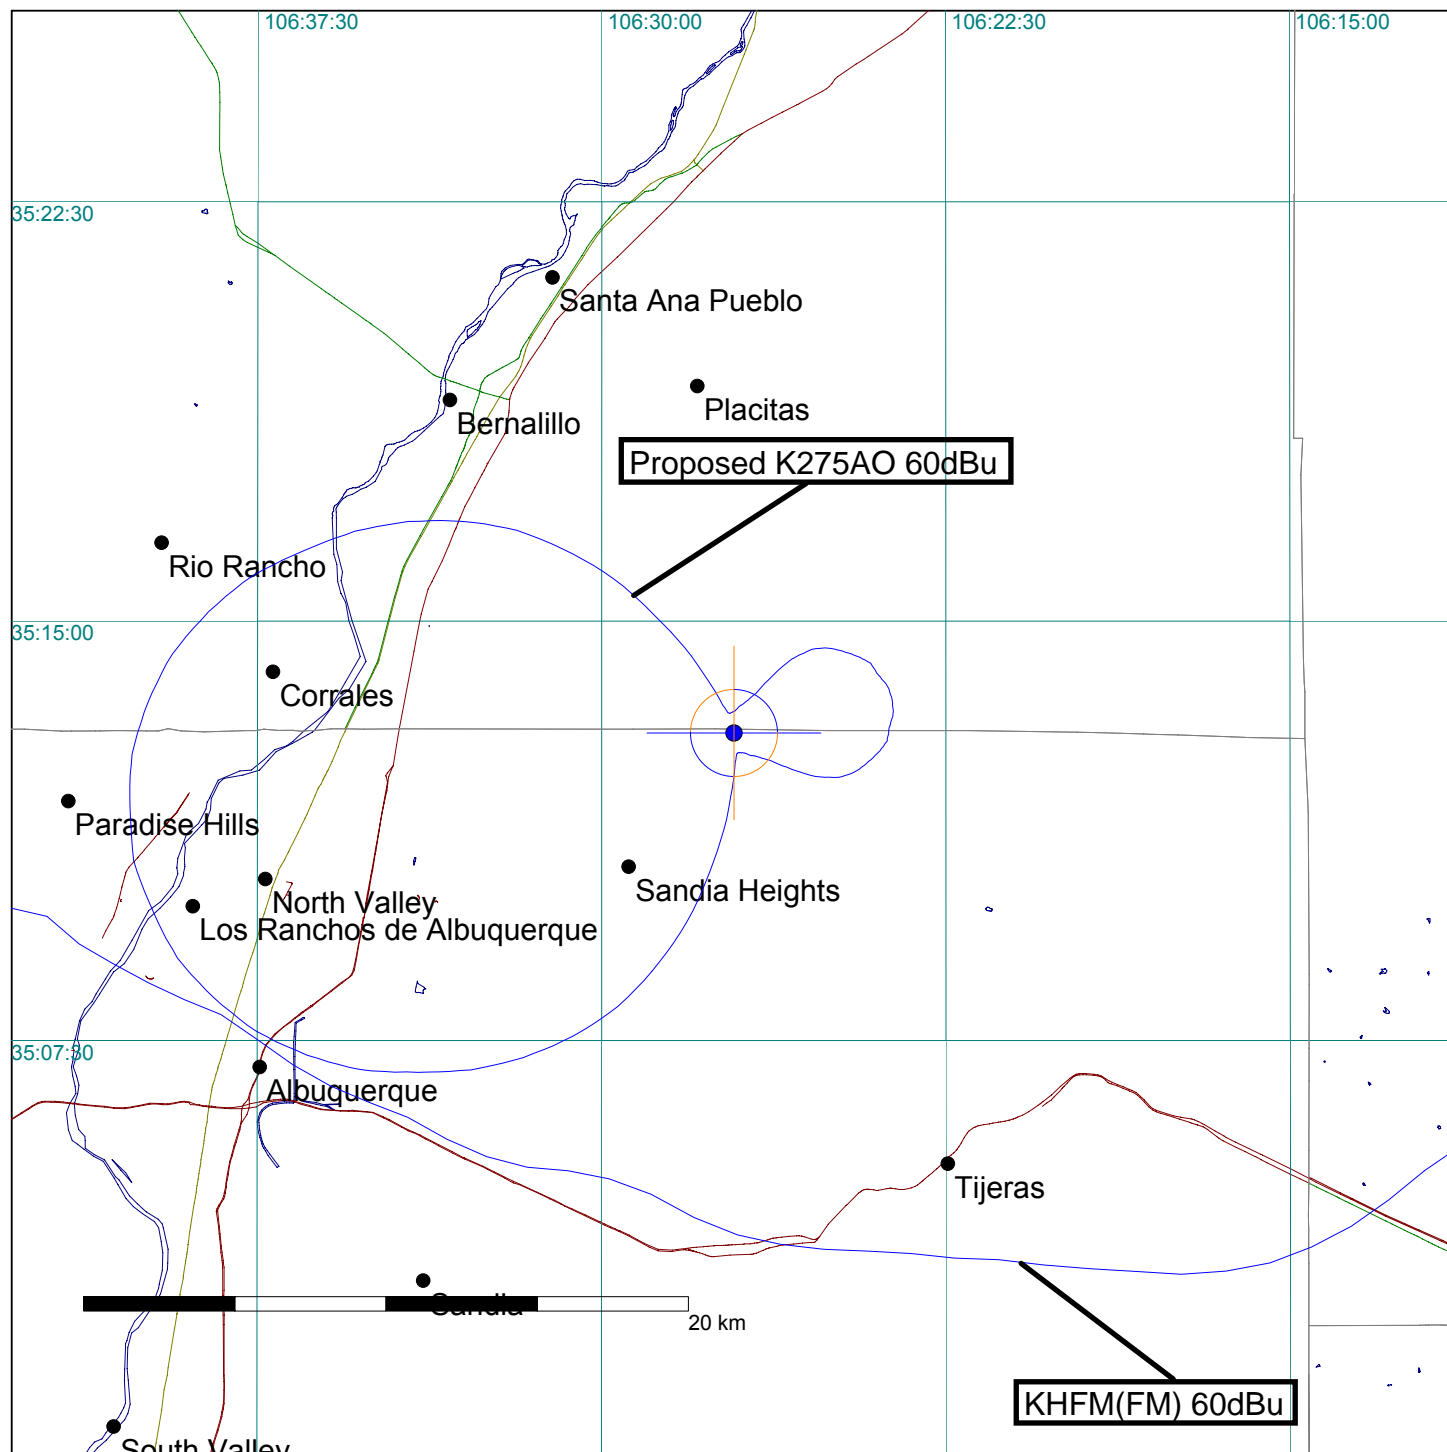 106:37:30
106:30:00
106:22:30
106:15:00
35:22:30
Santa Ana Pueblo
Placitas
Bernalillo
Proposed K275AO 60dBu
Rio Rancho
35:15:00
Corrales
Paradise Hills
Sandia Heights
North Valley
Los Ranchos de Albuquerque
35:07:30
Albuquerque
Tijeras
Sandia
20 km
KHFM(FM) 60dBu
South Valley